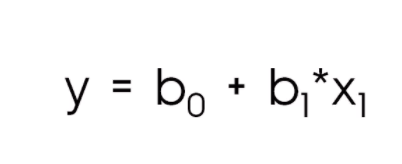 y = b₀ + b₁*x₁